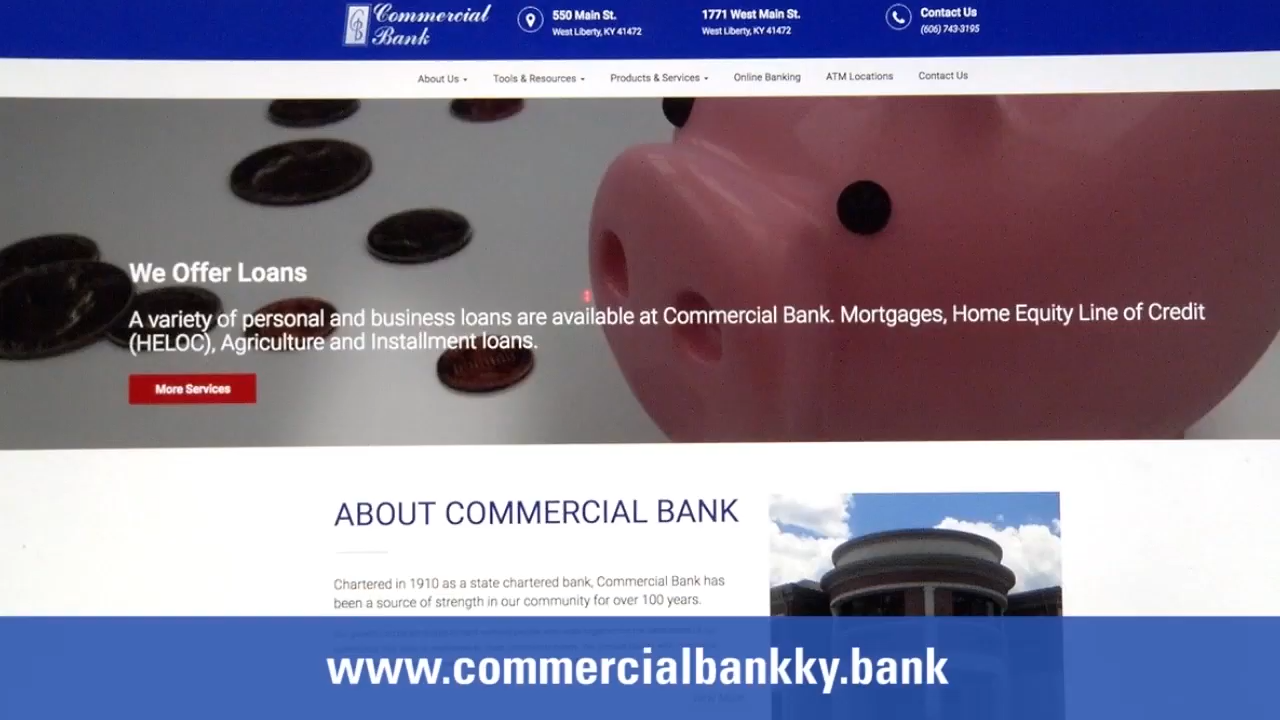 Commercial
Bank
550 Main St.
West Liberty, KY 41472
1771 West Main St.
West Liberty, KY 41472
Contact Us
(606) 743-3195
About Us
Tools & Resources
Products & Services
Online Banking
ATM Locations
Contact Us
We Offer Loans
A variety of personal and business loans are available at Commercial Bank. Mortgages, Home Equity Line of Credit
(HELOC), Agriculture and Installment loans.
More Services
ABOUT COMMERCIAL BANK
Chartered in 1910 as a state chartered bank, Commercial Bank has
been a source of strength in our community for over 100 years.
www.commercialbankky.bank